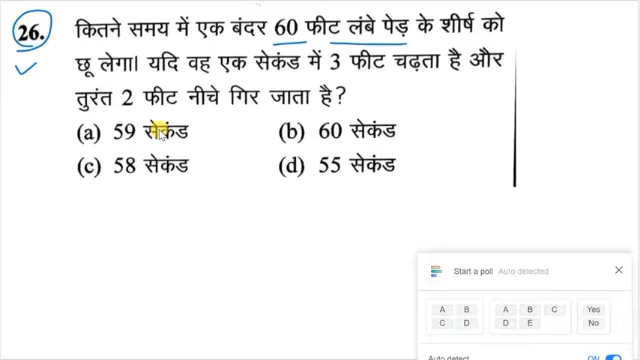 26. कितने समय में एक बंदर 60 फीट लंबे पेड़ के शीर्ष को
छू लेगा। यदि वह एक सेकंड में 3 फीट चढ़ता है और
तुरंत 2 फीट नीचे गिर जाता है?
(a) 59 सेकंड (b) 60 सेकंड
(c) 58 सेकंड (d) 55 सेकंड
Start a poll Auto detected
A B A B C Yes
C D D E No
Auto detect ON